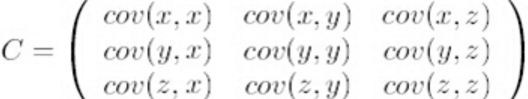 cov(x, x) cov(x, y) cov(x, z)
C = ( cov(y, x) cov(y, y) cov(y, z) )
cov(z, x) cov(z, y) cov(z, z)